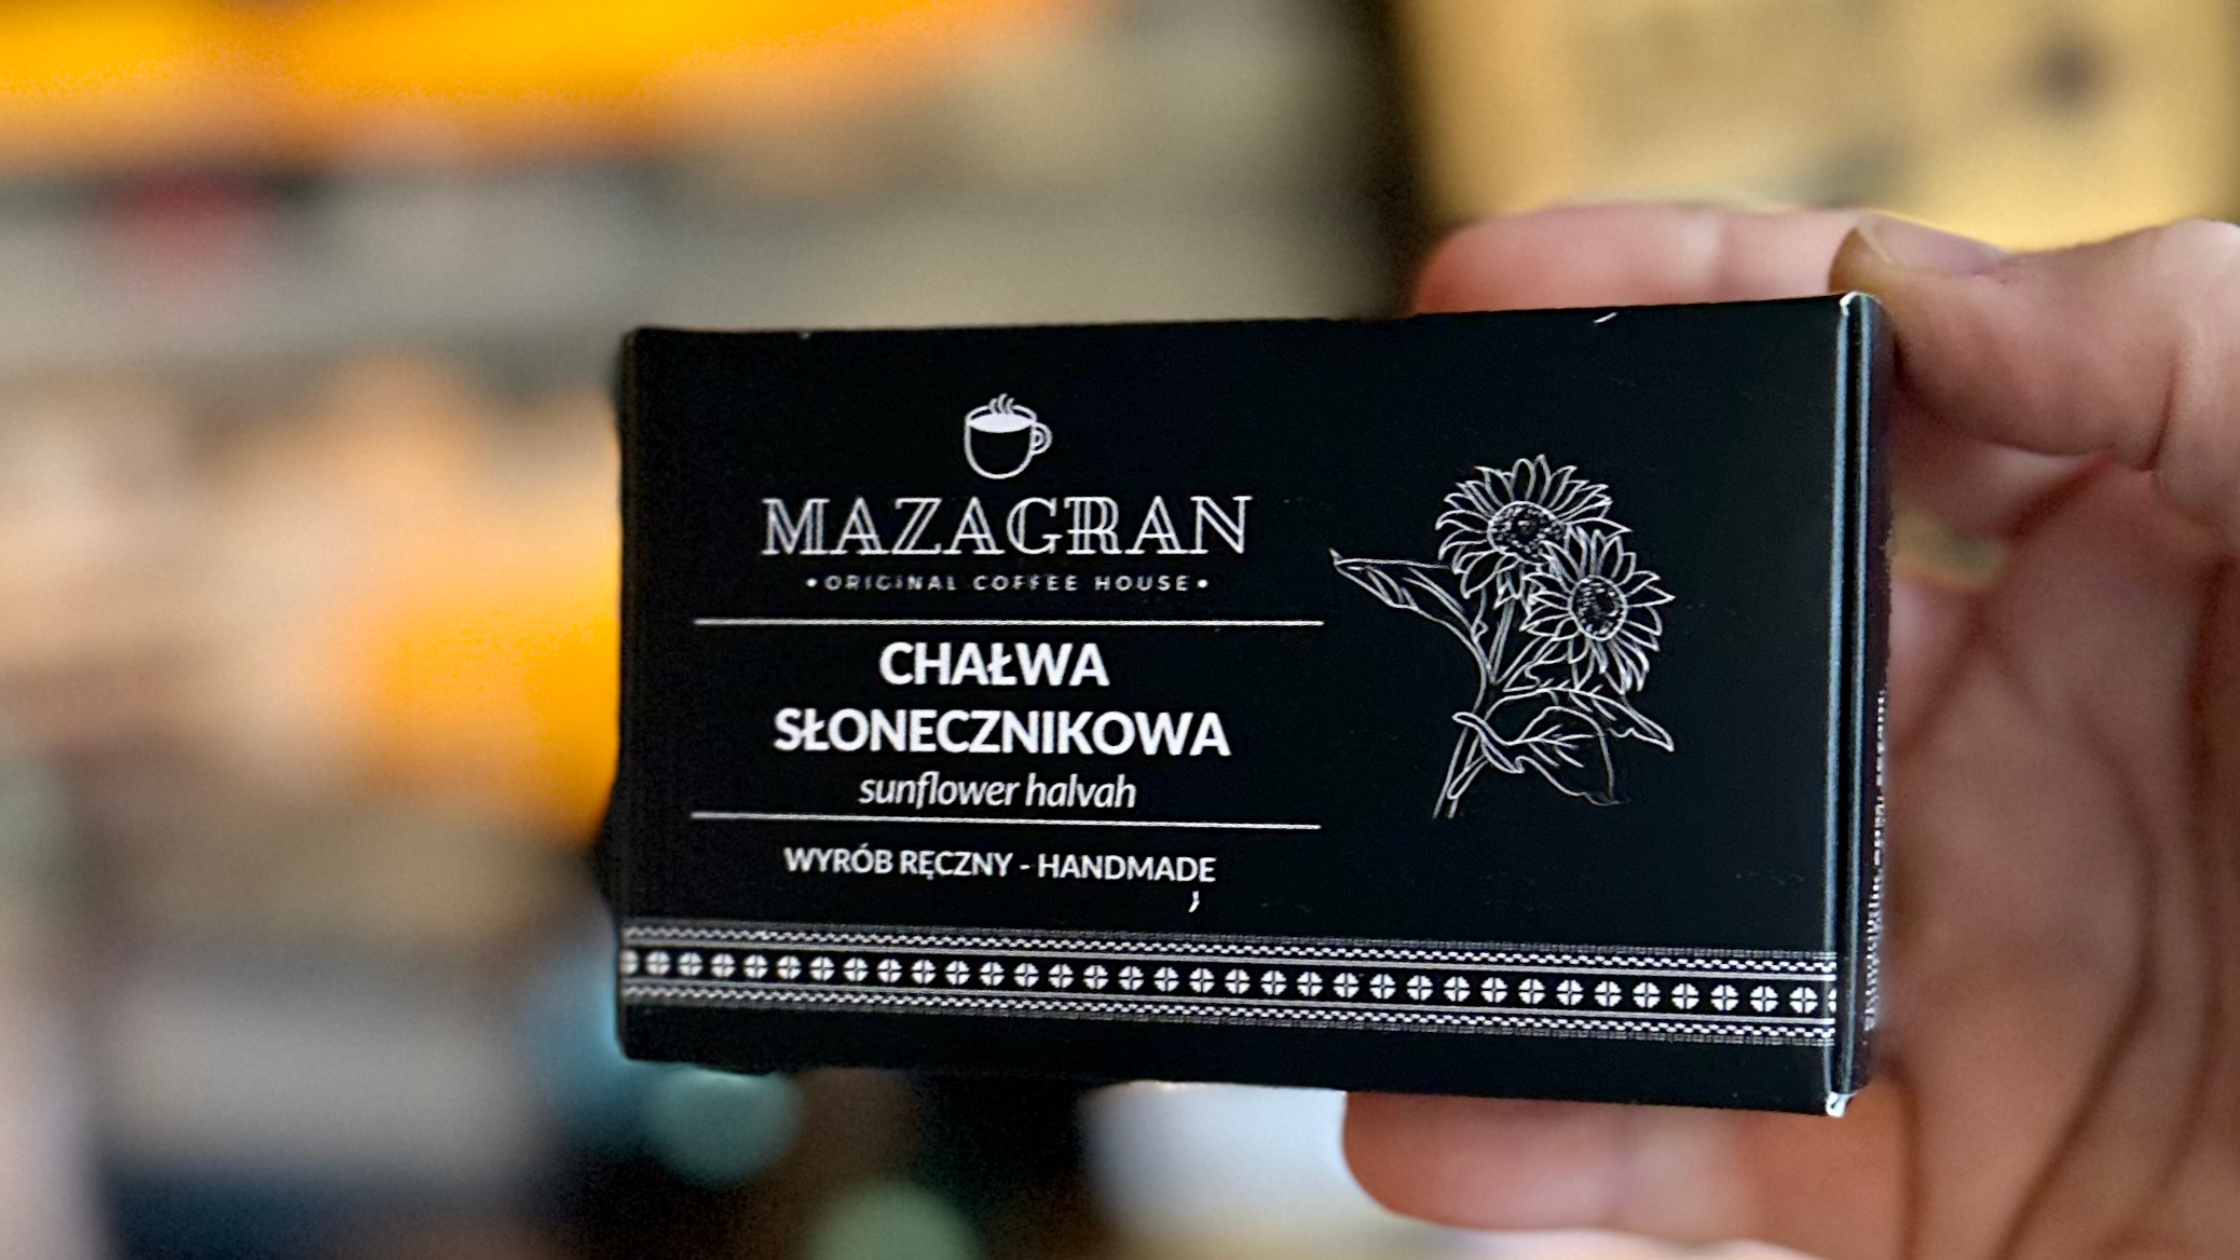 MAZAGRAN
•ORIGINAL COFFEE HOUSE•
CHAŁWA
SŁONECZNIKOWA
sunflower halvah
WYRÓB RĘCZNY - HANDMADE